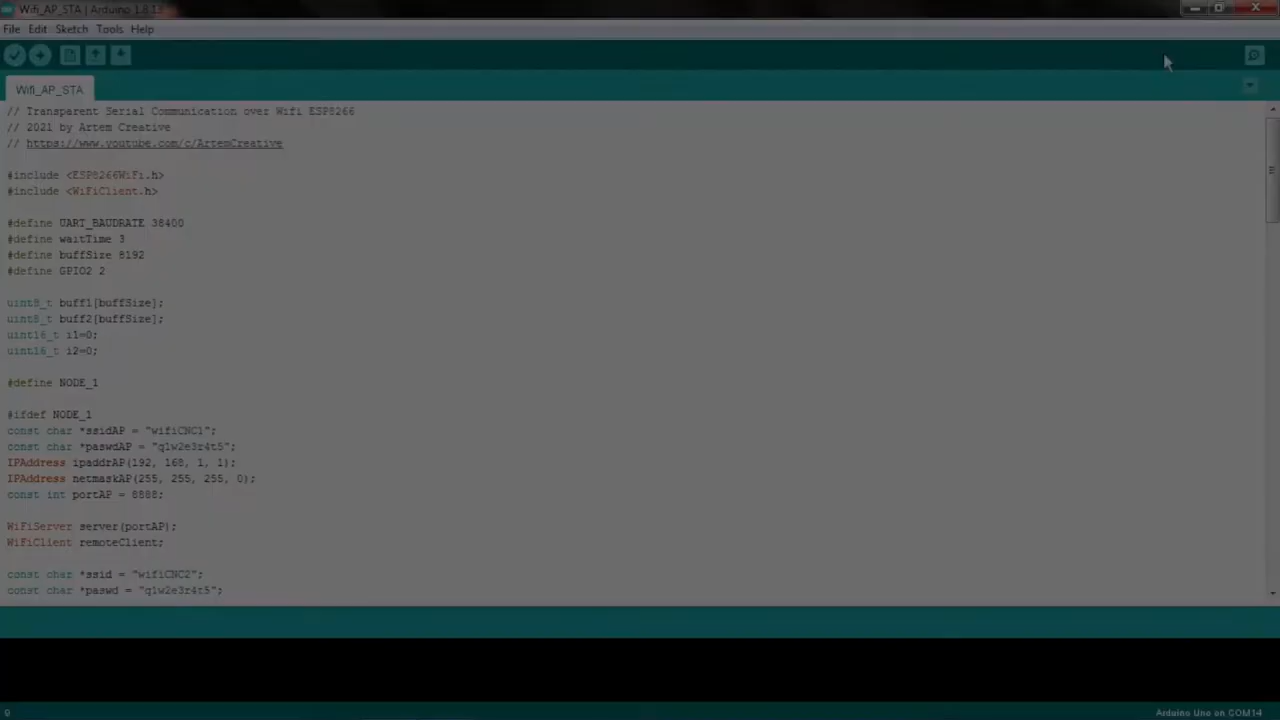 Wifi_AP_STA | Arduino 1.8.13
File Edit Sketch Tools Help
Wifi_AP_STA
// Transparent Serial Communication over Wifi ESP8266
// 2021 by Artem Creative
// https://www.youtube.com/c/ArtemCreative
#include <ESP8266WiFi.h>
#include <WiFiClient.h>
#define UART_BAUDRATE 38400
#define waitTime 3
#define buffSize 8192
#define GPIO2 2
uint8_t buff1[buffSize];
uint8_t buff2[buffSize];
uint16_t i1=0;
uint16_t i2=0;
#define NODE_1
#ifdef NODE_1
const char *ssidAP = "wifiCNC1";
const char *paswdAP = "q1w2e3r4t5";
IPAddress ipaddrAP(192, 168, 1, 1);
IPAddress netmaskAP(255, 255, 255, 0);
const int portAP = 8888;
WiFiServer server(portAP);
WiFiClient remoteClient;
const char *ssid = "wifiCNC2";
const char *paswd = "q1w2e3r4t5";
Arduino Uno on COM14